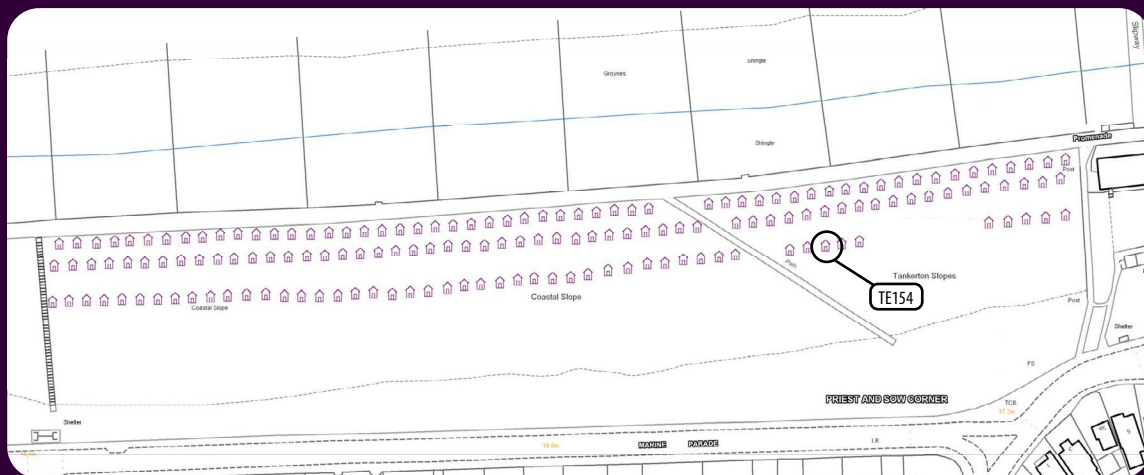 Slipway
Groynes
Shingle
Shingle
Promenade
Post
Path
Tankerton Slopes
TE154
Coastal Slope
Coastal Slope
Post
Shelter
PRIEST AND SOW CORNER
TCB
17.3m
Shelter
18.0m
MARINE PARADE
LB